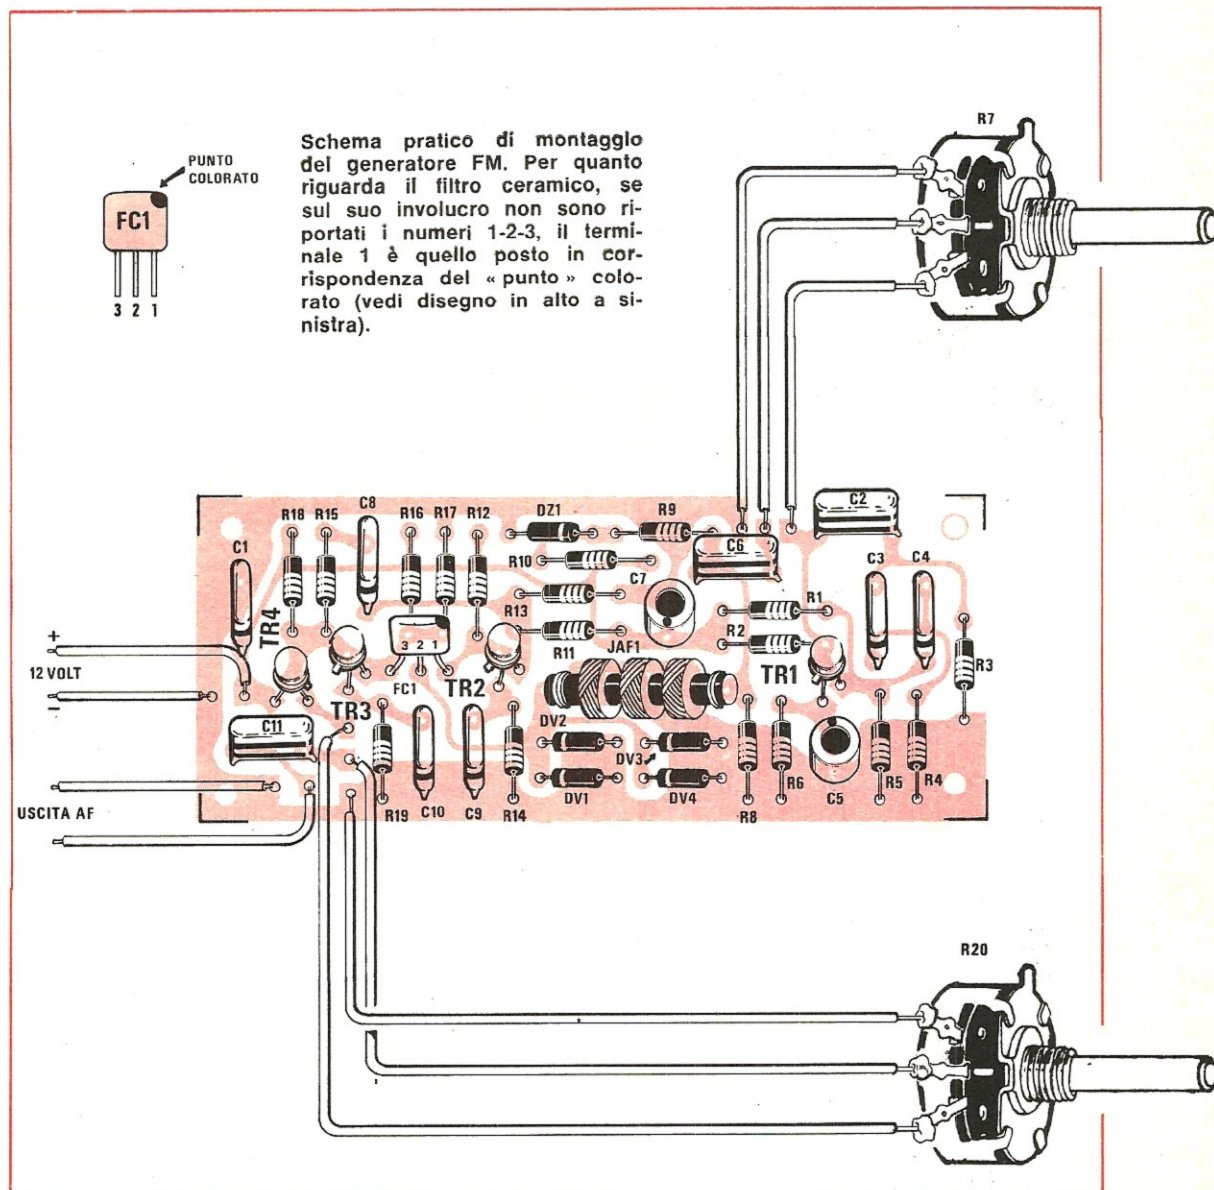 PUNTO
COLORATO
FC1
3 2 1
Schema pratico di montaggio
del generatore FM. Per quanto
riguarda il filtro ceramico, se
sul suo involucro non sono ri-
portati i numeri 1-2-3, il termi-
nale 1 è quello posto in cor-
rispondenza del « punto » colo-
rato (vedi disegno in alto a si-
nistra).
R7
C1
R18
R15
C8
R16
R17
R12
DZ1
R9
C6
C2
R10
C7
C3
C4
TR4
R13
R1
3 2 1
R11
JAF1
R2
+
12 VOLT
−
FC1
TR2
TR1
R3
TR3
C11
DV2
DV3
R6
R5
R4
DV1
DV4
C5
USCITA AF
R19
C10
C9
R14
R8
R20